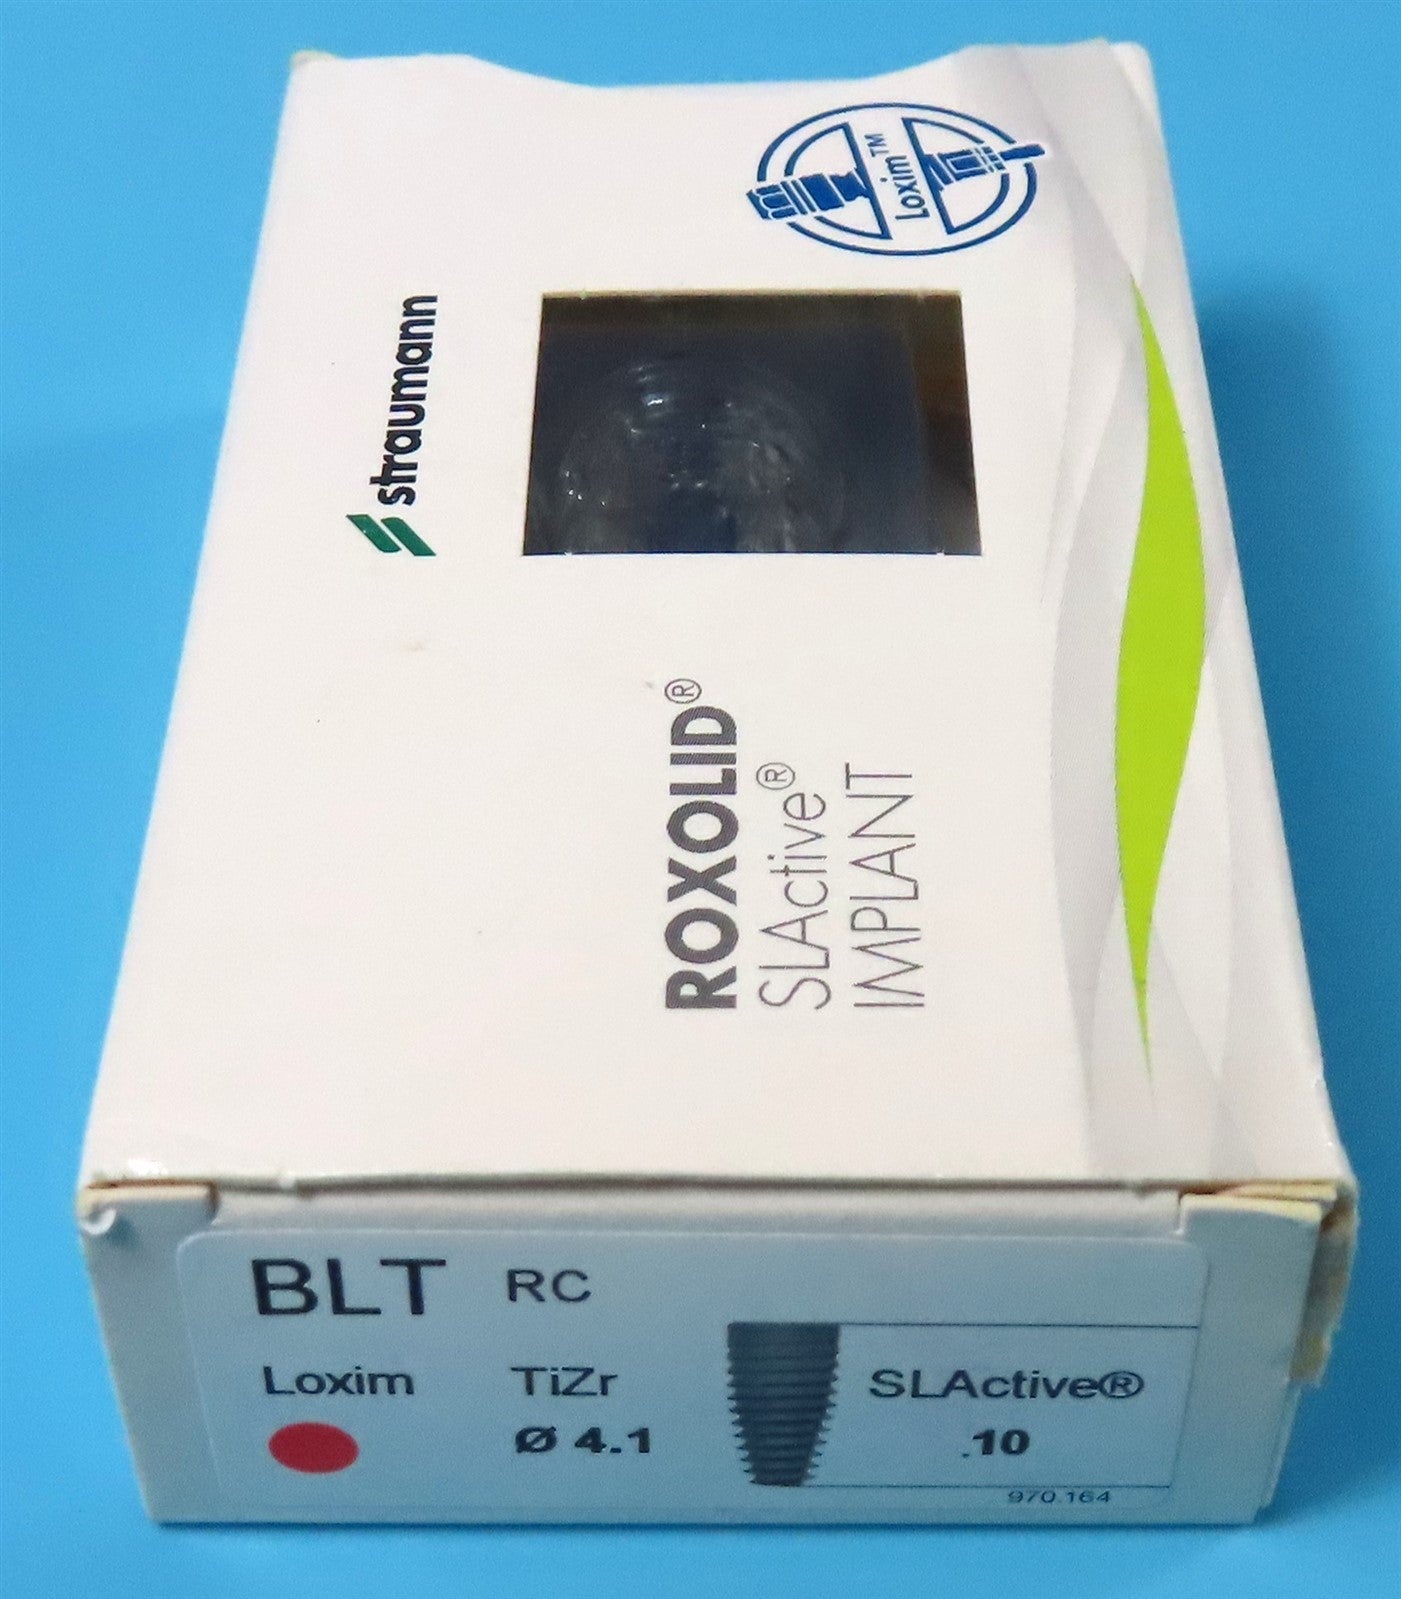 straumann
Loxim™
ROXOLID®
SLActive®
IMPLANT
BLT RC
Loxim TiZr SLActive®
Ø 4.1 .10
970.164